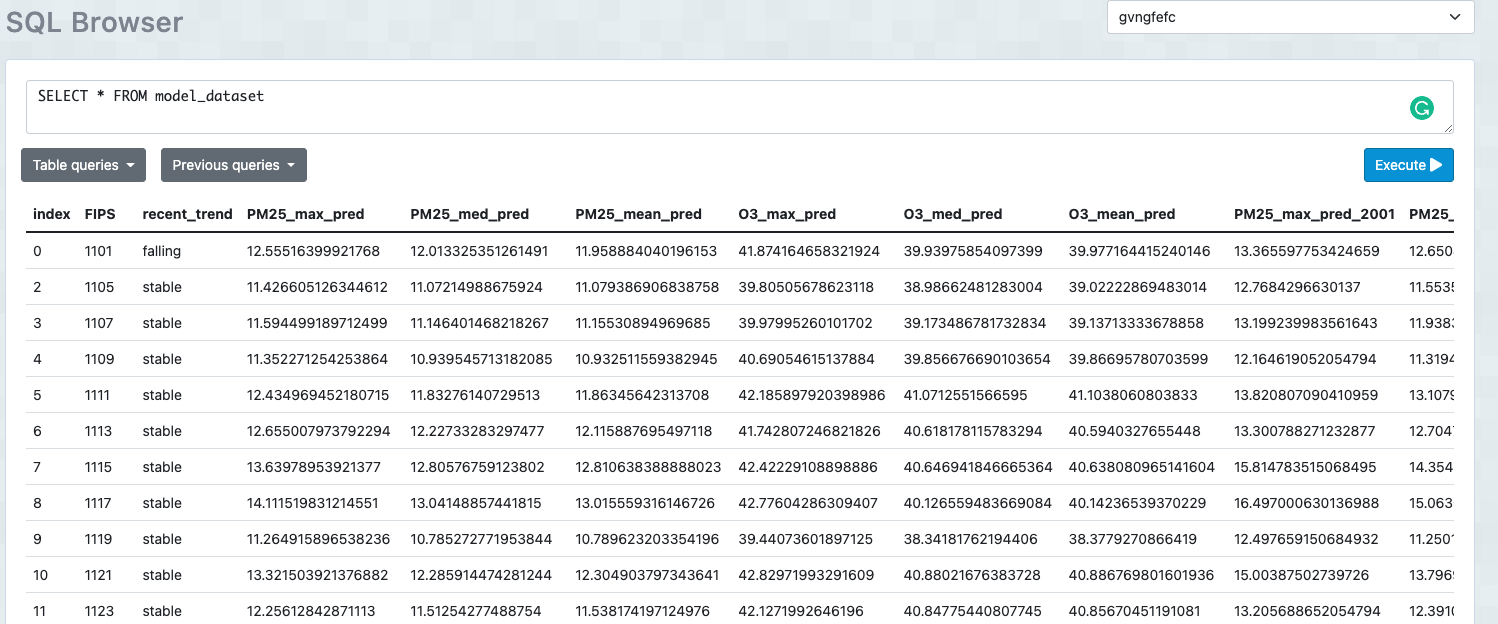 SQL Browser
gvngfefc
SELECT * FROM model_dataset
Table queries
Previous queries
Execute
index FIPS recent_trend PM25_max_pred PM25_med_pred PM25_mean_pred O3_max_pred O3_med_pred O3_mean_pred PM25_max_pred_2001 PM25_
0 1101 falling 12.55516399921768 12.013325351261491 11.958884040196153 41.874164658321924 39.93975854097399 39.977164415240146 13.365597753424659 12.650
2 1105 stable 11.426605126344612 11.07214988675924 11.079386906838758 39.80505678623118 38.98662481283004 39.02222869483014 12.7684296630137 11.5535
3 1107 stable 11.594499189712499 11.146401468218267 11.15530894969685 39.97995260101702 39.173486781732834 39.13713333678858 13.199239983561643 11.938
4 1109 stable 11.352271254253864 10.939545713182085 10.932511559382945 40.69054615137884 39.856676690103654 39.86695780703599 12.164619052054794 11.3194
5 1111 stable 12.434969452180715 11.83276140729513 11.86345642313708 42.185897920398986 41.0712551566595 41.1038060803833 13.820807090410959 13.1079
6 1113 stable 12.655007973792294 12.22733283297477 12.115887695497118 41.742807246821826 40.618178115783294 40.5940327655448 13.300788271232877 12.704
7 1115 stable 13.63978953921377 12.80576759123802 12.810638388888023 42.42229108898886 40.646941846665364 40.638080965141604 15.814783515068495 14.354
8 1117 stable 14.111519831214551 13.04148857441815 13.015559316146726 42.77604286309407 40.126559483669084 40.14236539370229 16.497000630136988 15.063
9 1119 stable 11.264915896538236 10.785272771953844 10.789623203354196 39.44073601897125 38.34181762194406 38.3779270866419 12.497659150684932 11.2501
10 1121 stable 13.321503921376882 12.285914474281244 12.304903797343641 42.82971993291609 40.88021676383728 40.886769801601936 15.00387502739726 13.796
11 1123 stable 12.25612842871113 11.51254277488754 11.538174197124976 42.1271992646196 40.84775440807745 40.85670451191081 13.205688652054794 12.391